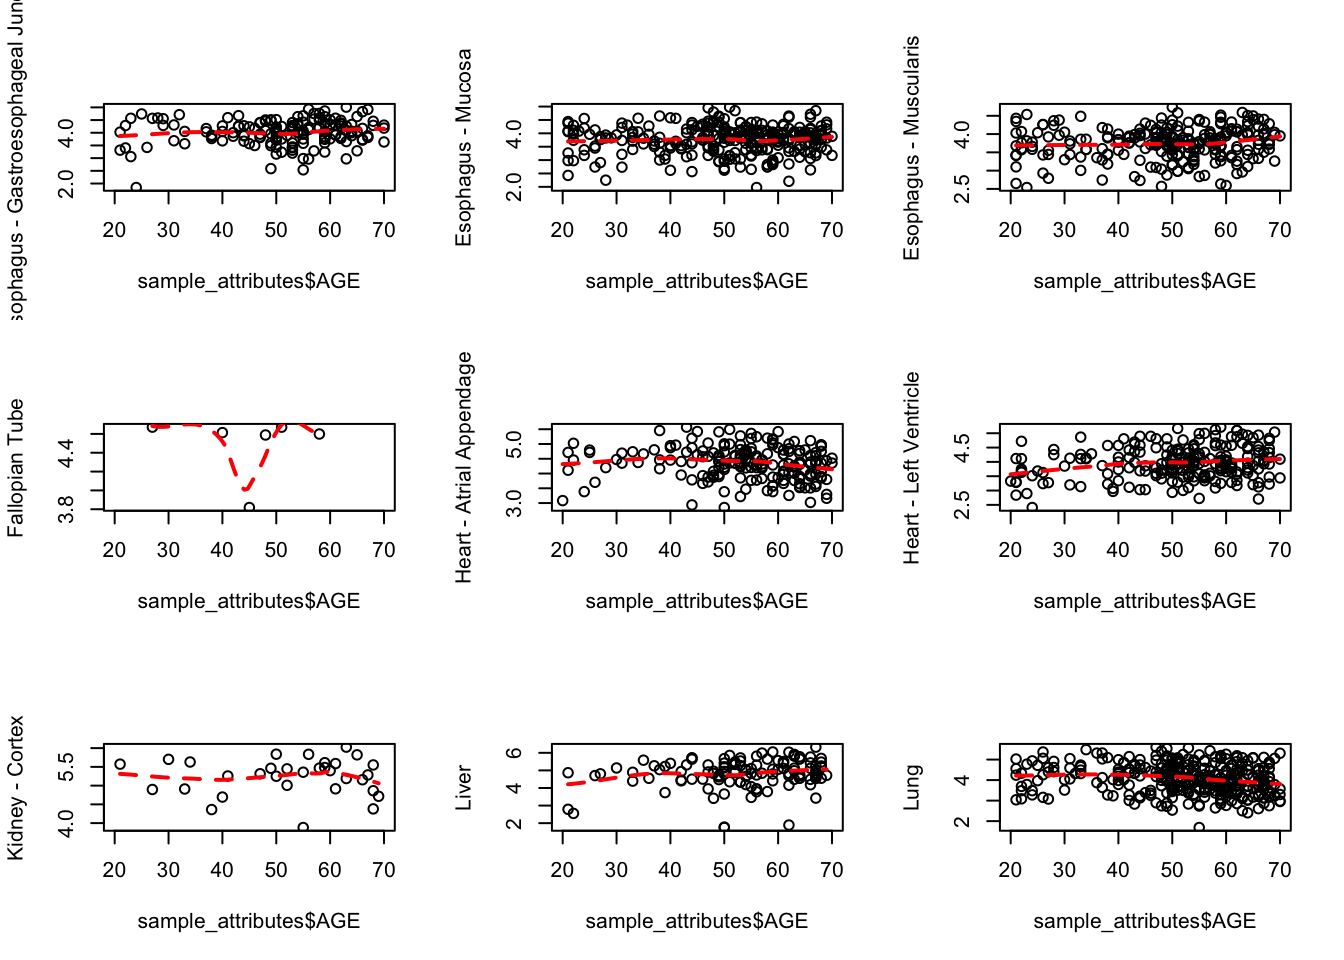 sophagus - Gastroesophageal Junc
2.0 4.0
20 30 40 50 60 70
sample_attributes$AGE
Esophagus - Mucosa
2.0 4.0
20 30 40 50 60 70
sample_attributes$AGE
Esophagus - Muscularis
2.5 4.0
20 30 40 50 60 70
sample_attributes$AGE
Fallopian Tube
3.8 4.4
20 30 40 50 60 70
sample_attributes$AGE
Heart - Atrial Appendage
3.0 5.0
20 30 40 50 60 70
sample_attributes$AGE
Heart - Left Ventricle
2.5 4.5
20 30 40 50 60 70
sample_attributes$AGE
Kidney - Cortex
4.0 5.5
20 30 40 50 60 70
sample_attributes$AGE
Liver
2 4 6
20 30 40 50 60 70
sample_attributes$AGE
Lung
2 4
20 30 40 50 60 70
sample_attributes$AGE